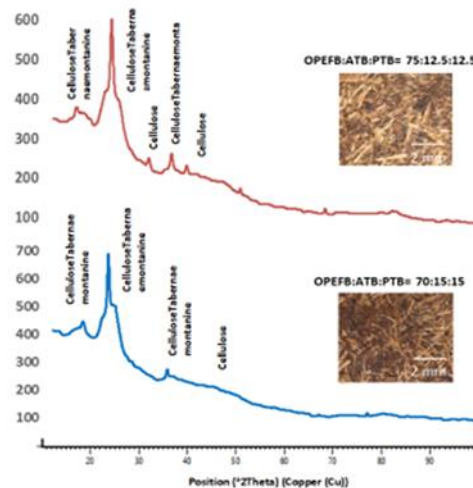 600
500
400
300
200
100
CelluloseTaber
naemontanine
CelluloseTaberna
amontanine
Cellulose
CelluloseTabernaemonta
Cellulose
OPEFB:ATB:PTB= 75:12.5:12.5
2 mm
700
600
500
400
300
200
100
CelluloseTabernae
montanine
CelluloseTaberna
emontanine
CelluloseTabernae
montanine
Cellulose
OPEFB:ATB:PTB= 70:15:15
2 mm
20 30 40 50 60 70 80 90
Position (°2Theta) (Copper (Cu))